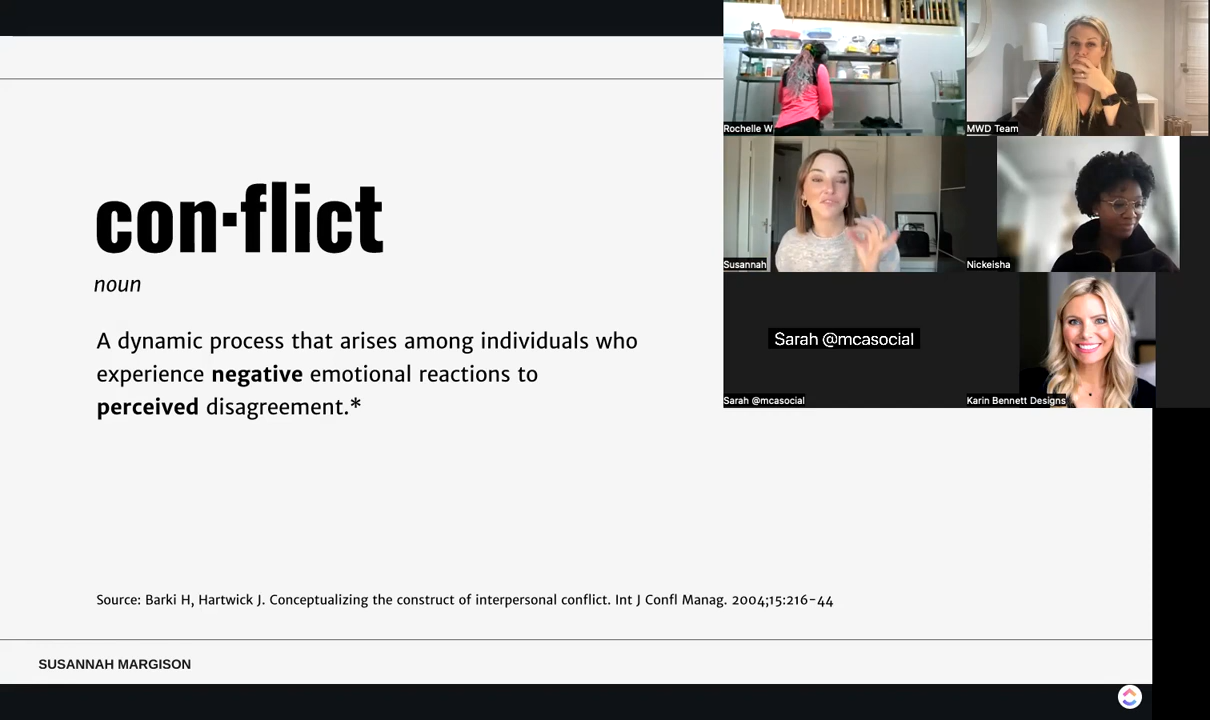 con·flict
noun
A dynamic process that arises among individuals who
experience negative emotional reactions to
perceived disagreement.*
Source: Barki H, Hartwick J. Conceptualizing the construct of interpersonal conflict. Int J Confl Manag. 2004;15:216-44
SUSANNAH MARGISON
Rochelle W
MWD Team
Susannah
Nickeisha
Sarah @mcasocial
Sarah @mcasocial
Karin Bennett Designs